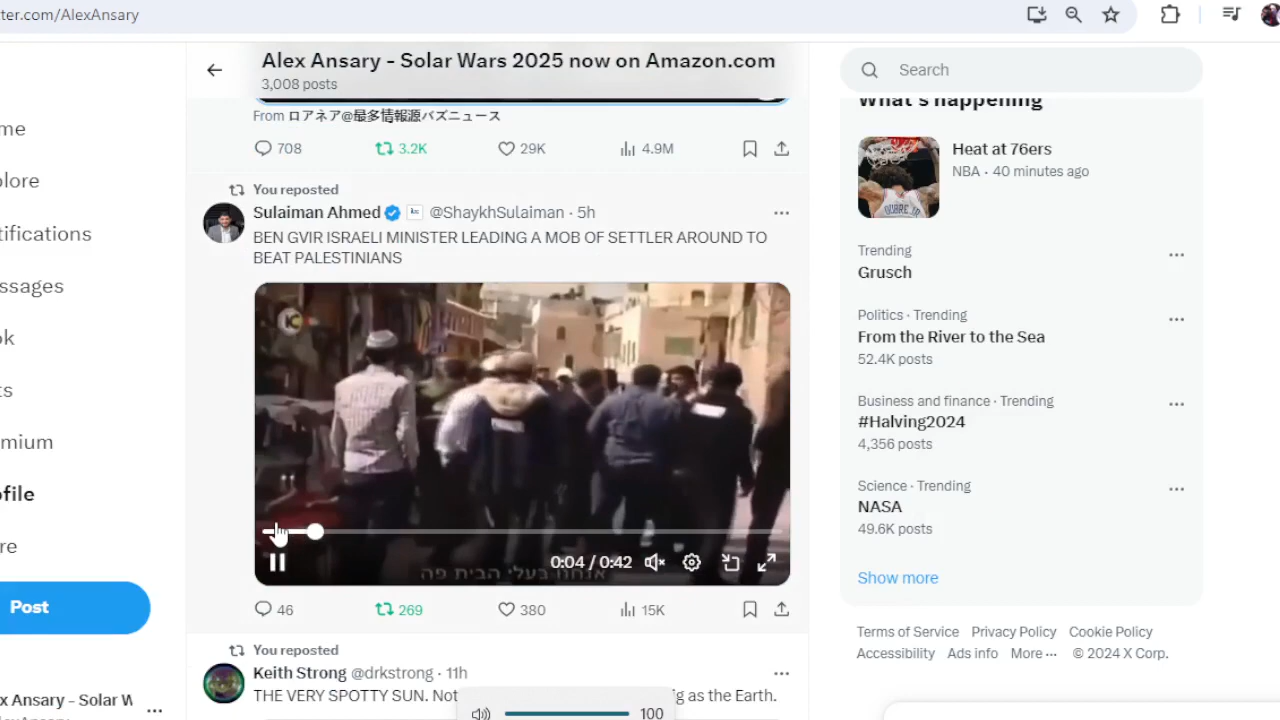 ter.com/AlexAnsary
Alex Ansary - Solar Wars 2025 now on Amazon.com
3,008 posts
From ロアネア@最多情報源バズニュース
708 3.2K 29K 4.9M
You reposted
Sulaiman Ahmed @ShaykhSulaiman · 5h
BEN GVIR ISRAELI MINISTER LEADING A MOB OF SETTLER AROUND TO
BEAT PALESTINIANS
אנחנו בעלי הבית פה
0:04 / 0:42
46 269 380 15K
You reposted
Keith Strong @drkstrong · 11h
THE VERY SPOTTY SUN. Not
ig as the Earth.
100
me
plore
tifications
ssages
ok
ts
mium
ofile
re
Post
x Ansary - Solar W
Search
What's happening
Heat at 76ers
NBA · 40 minutes ago
Trending
Grusch
Politics · Trending
From the River to the Sea
52.4K posts
Business and finance · Trending
#Halving2024
4,356 posts
Science · Trending
NASA
49.6K posts
Show more
Terms of Service Privacy Policy Cookie Policy
Accessibility Ads info More ··· © 2024 X Corp.